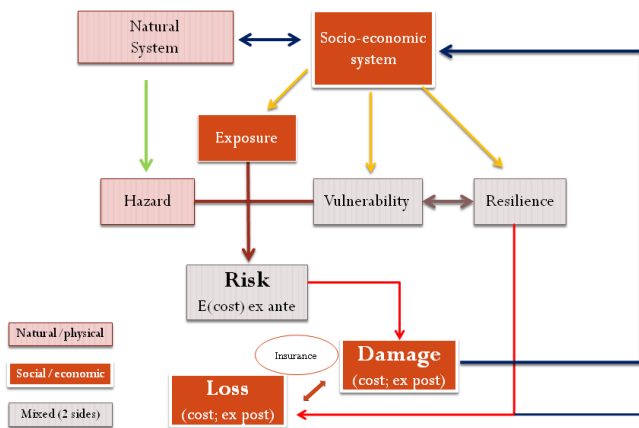 Natural
System
Socio-economic
system
Exposure
Hazard
Vulnerability
Resilience
Risk
E(cost) ex ante
Natural/physical
Social/economic
Mixed (2 sides)
Insurance
Damage
(cost; ex post)
Loss
(cost; ex post)